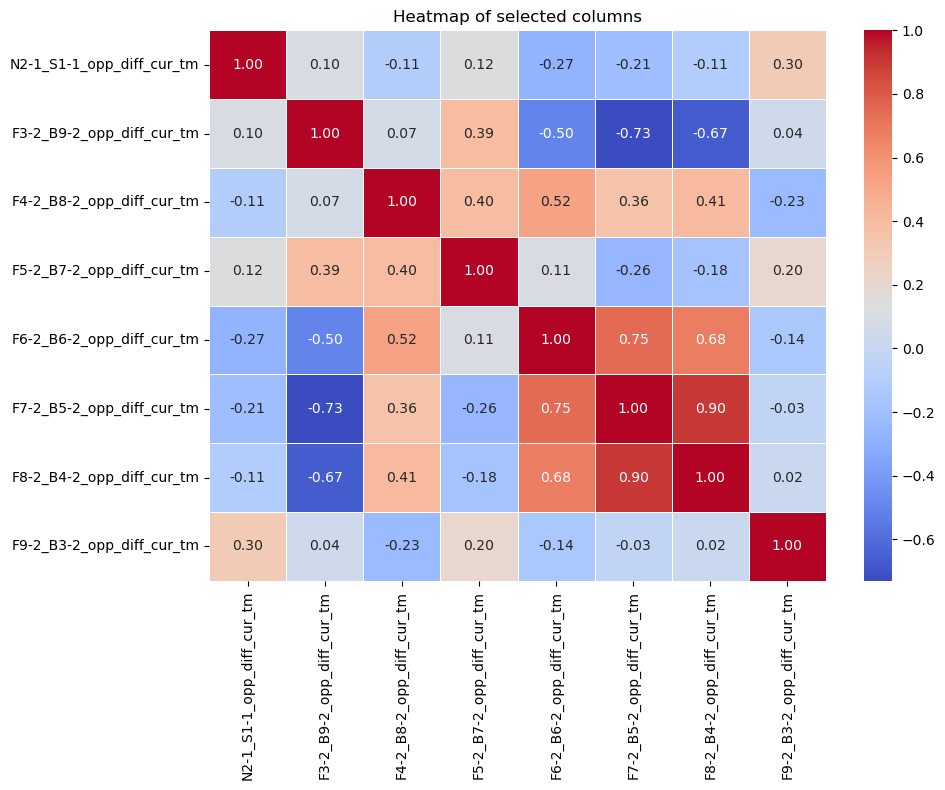 Heatmap of selected columns
N2-1_S1-1_opp_diff_cur_tm 1.00 0.10 -0.11 0.12 -0.27 -0.21 -0.11 0.30
F3-2_B9-2_opp_diff_cur_tm 0.10 1.00 0.07 0.39 -0.50 -0.73 -0.67 0.04
F4-2_B8-2_opp_diff_cur_tm -0.11 0.07 1.00 0.40 0.52 0.36 0.41 -0.23
F5-2_B7-2_opp_diff_cur_tm 0.12 0.39 0.40 1.00 0.11 -0.26 -0.18 0.20
F6-2_B6-2_opp_diff_cur_tm -0.27 -0.50 0.52 0.11 1.00 0.75 0.68 -0.14
F7-2_B5-2_opp_diff_cur_tm -0.21 -0.73 0.36 -0.26 0.75 1.00 0.90 -0.03
F8-2_B4-2_opp_diff_cur_tm -0.11 -0.67 0.41 -0.18 0.68 0.90 1.00 0.02
F9-2_B3-2_opp_diff_cur_tm 0.30 0.04 -0.23 0.20 -0.14 -0.03 0.02 1.00
N2-1_S1-1_opp_diff_cur_tm
F3-2_B9-2_opp_diff_cur_tm
F4-2_B8-2_opp_diff_cur_tm
F5-2_B7-2_opp_diff_cur_tm
F6-2_B6-2_opp_diff_cur_tm
F7-2_B5-2_opp_diff_cur_tm
F8-2_B4-2_opp_diff_cur_tm
F9-2_B3-2_opp_diff_cur_tm
1.0
0.8
0.6
0.4
0.2
0.0
−0.2
−0.4
−0.6